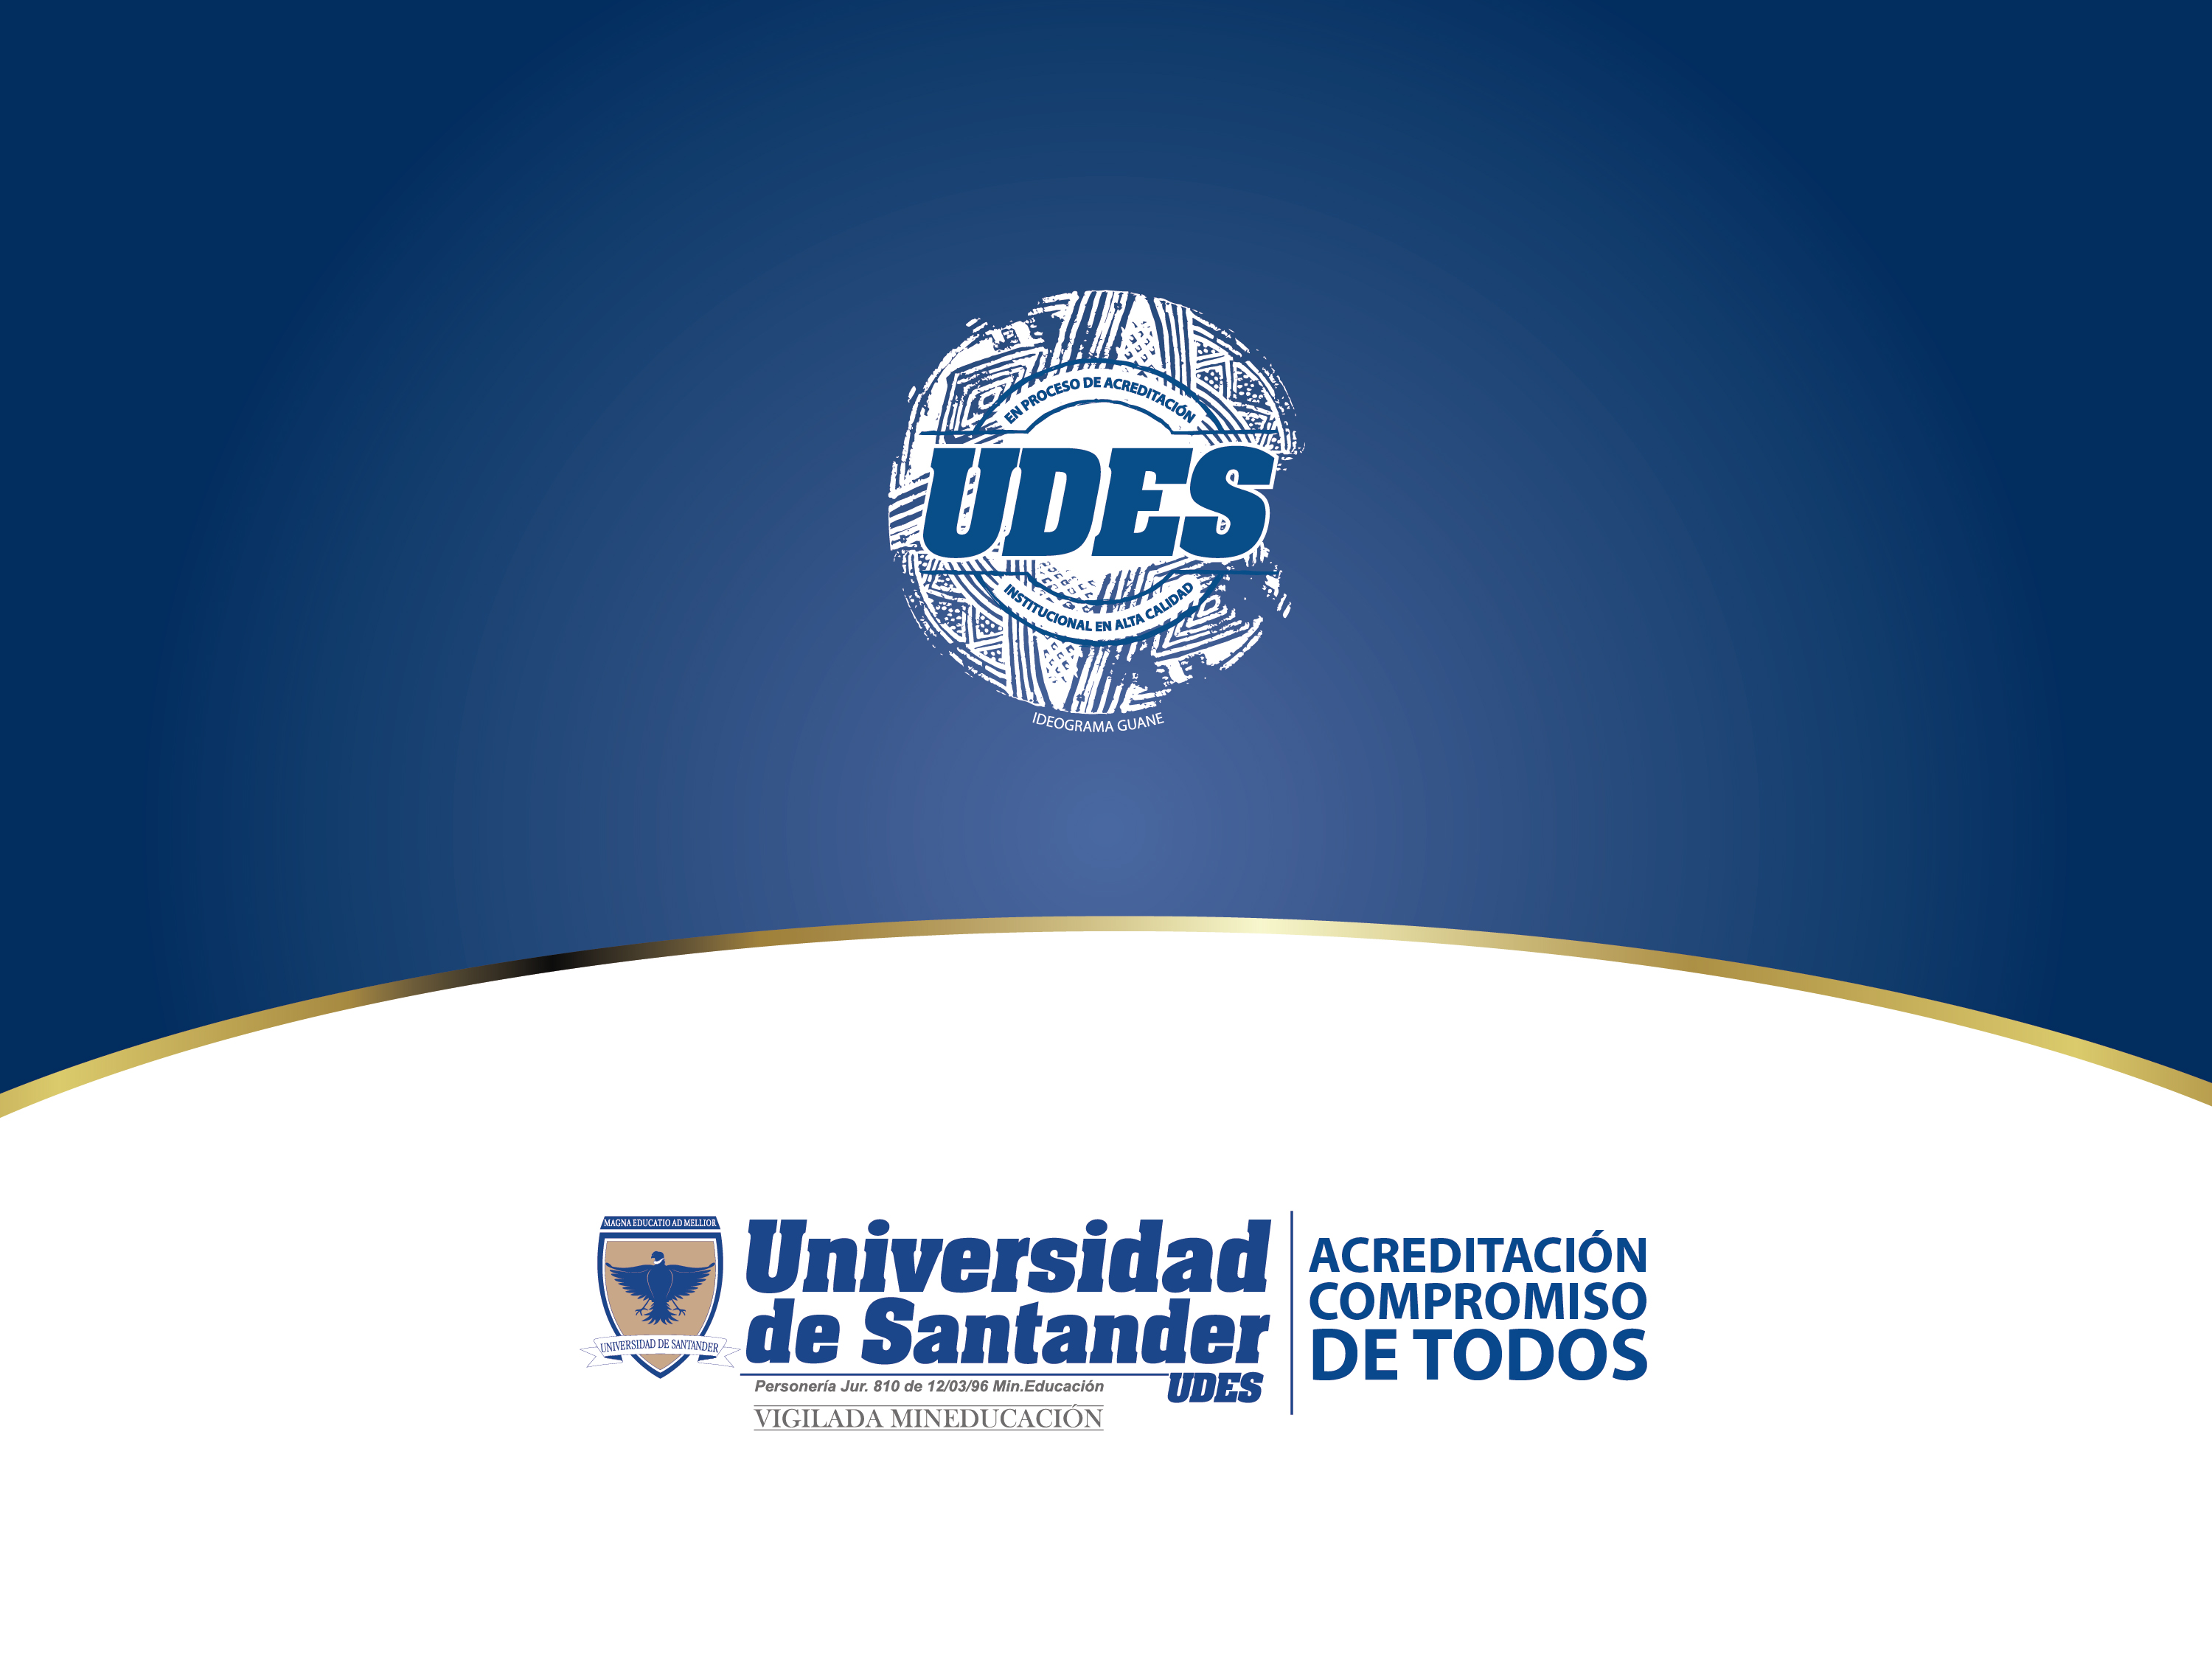 EN PROCESO DE ACREDITACIÓN
UDES
INSTITUCIONAL EN ALTA CALIDAD
IDEOGRAMA GUANE
MAGNA EDUCATIO AD MELLIOR
UNIVERSIDAD DE SANTANDER
Universidad
de Santander
UDES
Personería Jur. 810 de 12/03/96 Min.Educación
VIGILADA MINEDUCACIÓN
ACREDITACIÓN
COMPROMISO
DE TODOS